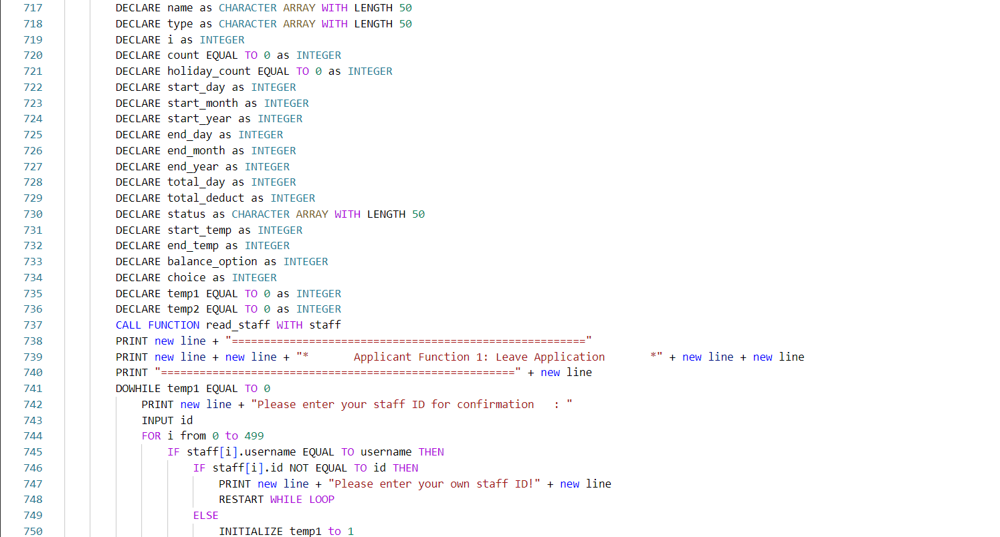 717 DECLARE name as CHARACTER ARRAY WITH LENGTH 50
718 DECLARE type as CHARACTER ARRAY WITH LENGTH 50
719 DECLARE i as INTEGER
720 DECLARE count EQUAL TO 0 as INTEGER
721 DECLARE holiday_count EQUAL TO 0 as INTEGER
722 DECLARE start_day as INTEGER
723 DECLARE start_month as INTEGER
724 DECLARE start_year as INTEGER
725 DECLARE end_day as INTEGER
726 DECLARE end_month as INTEGER
727 DECLARE end_year as INTEGER
728 DECLARE total_day as INTEGER
729 DECLARE total_deduct as INTEGER
730 DECLARE status as CHARACTER ARRAY WITH LENGTH 50
731 DECLARE start_temp as INTEGER
732 DECLARE end_temp as INTEGER
733 DECLARE balance_option as INTEGER
734 DECLARE choice as INTEGER
735 DECLARE temp1 EQUAL TO 0 as INTEGER
736 DECLARE temp2 EQUAL TO 0 as INTEGER
737 CALL FUNCTION read_staff WITH staff
738 PRINT new line + "======================================================="
739 PRINT new line + new line + "*       Applicant Function 1: Leave Application       *" + new line + new line
740 PRINT "=======================================================" + new line
741 DOWHILE temp1 EQUAL TO 0
742     PRINT new line + "Please enter your staff ID for confirmation   : "
743     INPUT id
744     FOR i from 0 to 499
745         IF staff[i].username EQUAL TO username THEN
746             IF staff[i].id NOT EQUAL TO id THEN
747                 PRINT new line + "Please enter your own staff ID!" + new line
748                 RESTART WHILE LOOP
749             ELSE
750                 INITIALIZE temp1 to 1